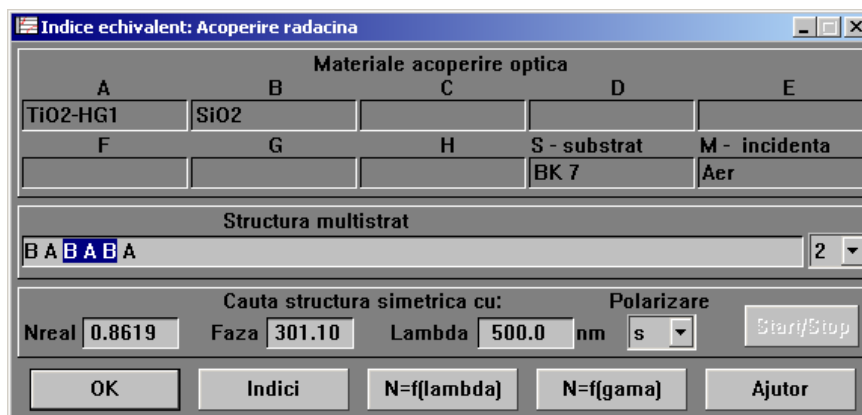 Indice echivalent: Acoperire radacina
Materiale acoperire optica
A B C D E
TiO2-HG1 SiO2
F G H S - substrat M - incidenta
BK 7 Aer
Structura multistrat
B A B A B A 2
Cauta structura simetrica cu: Polarizare
Nreal 0.8619 Faza 301.10 Lambda 500.0 nm s Start/Stop
OK Indici N=f(lambda) N=f(gama) Ajutor